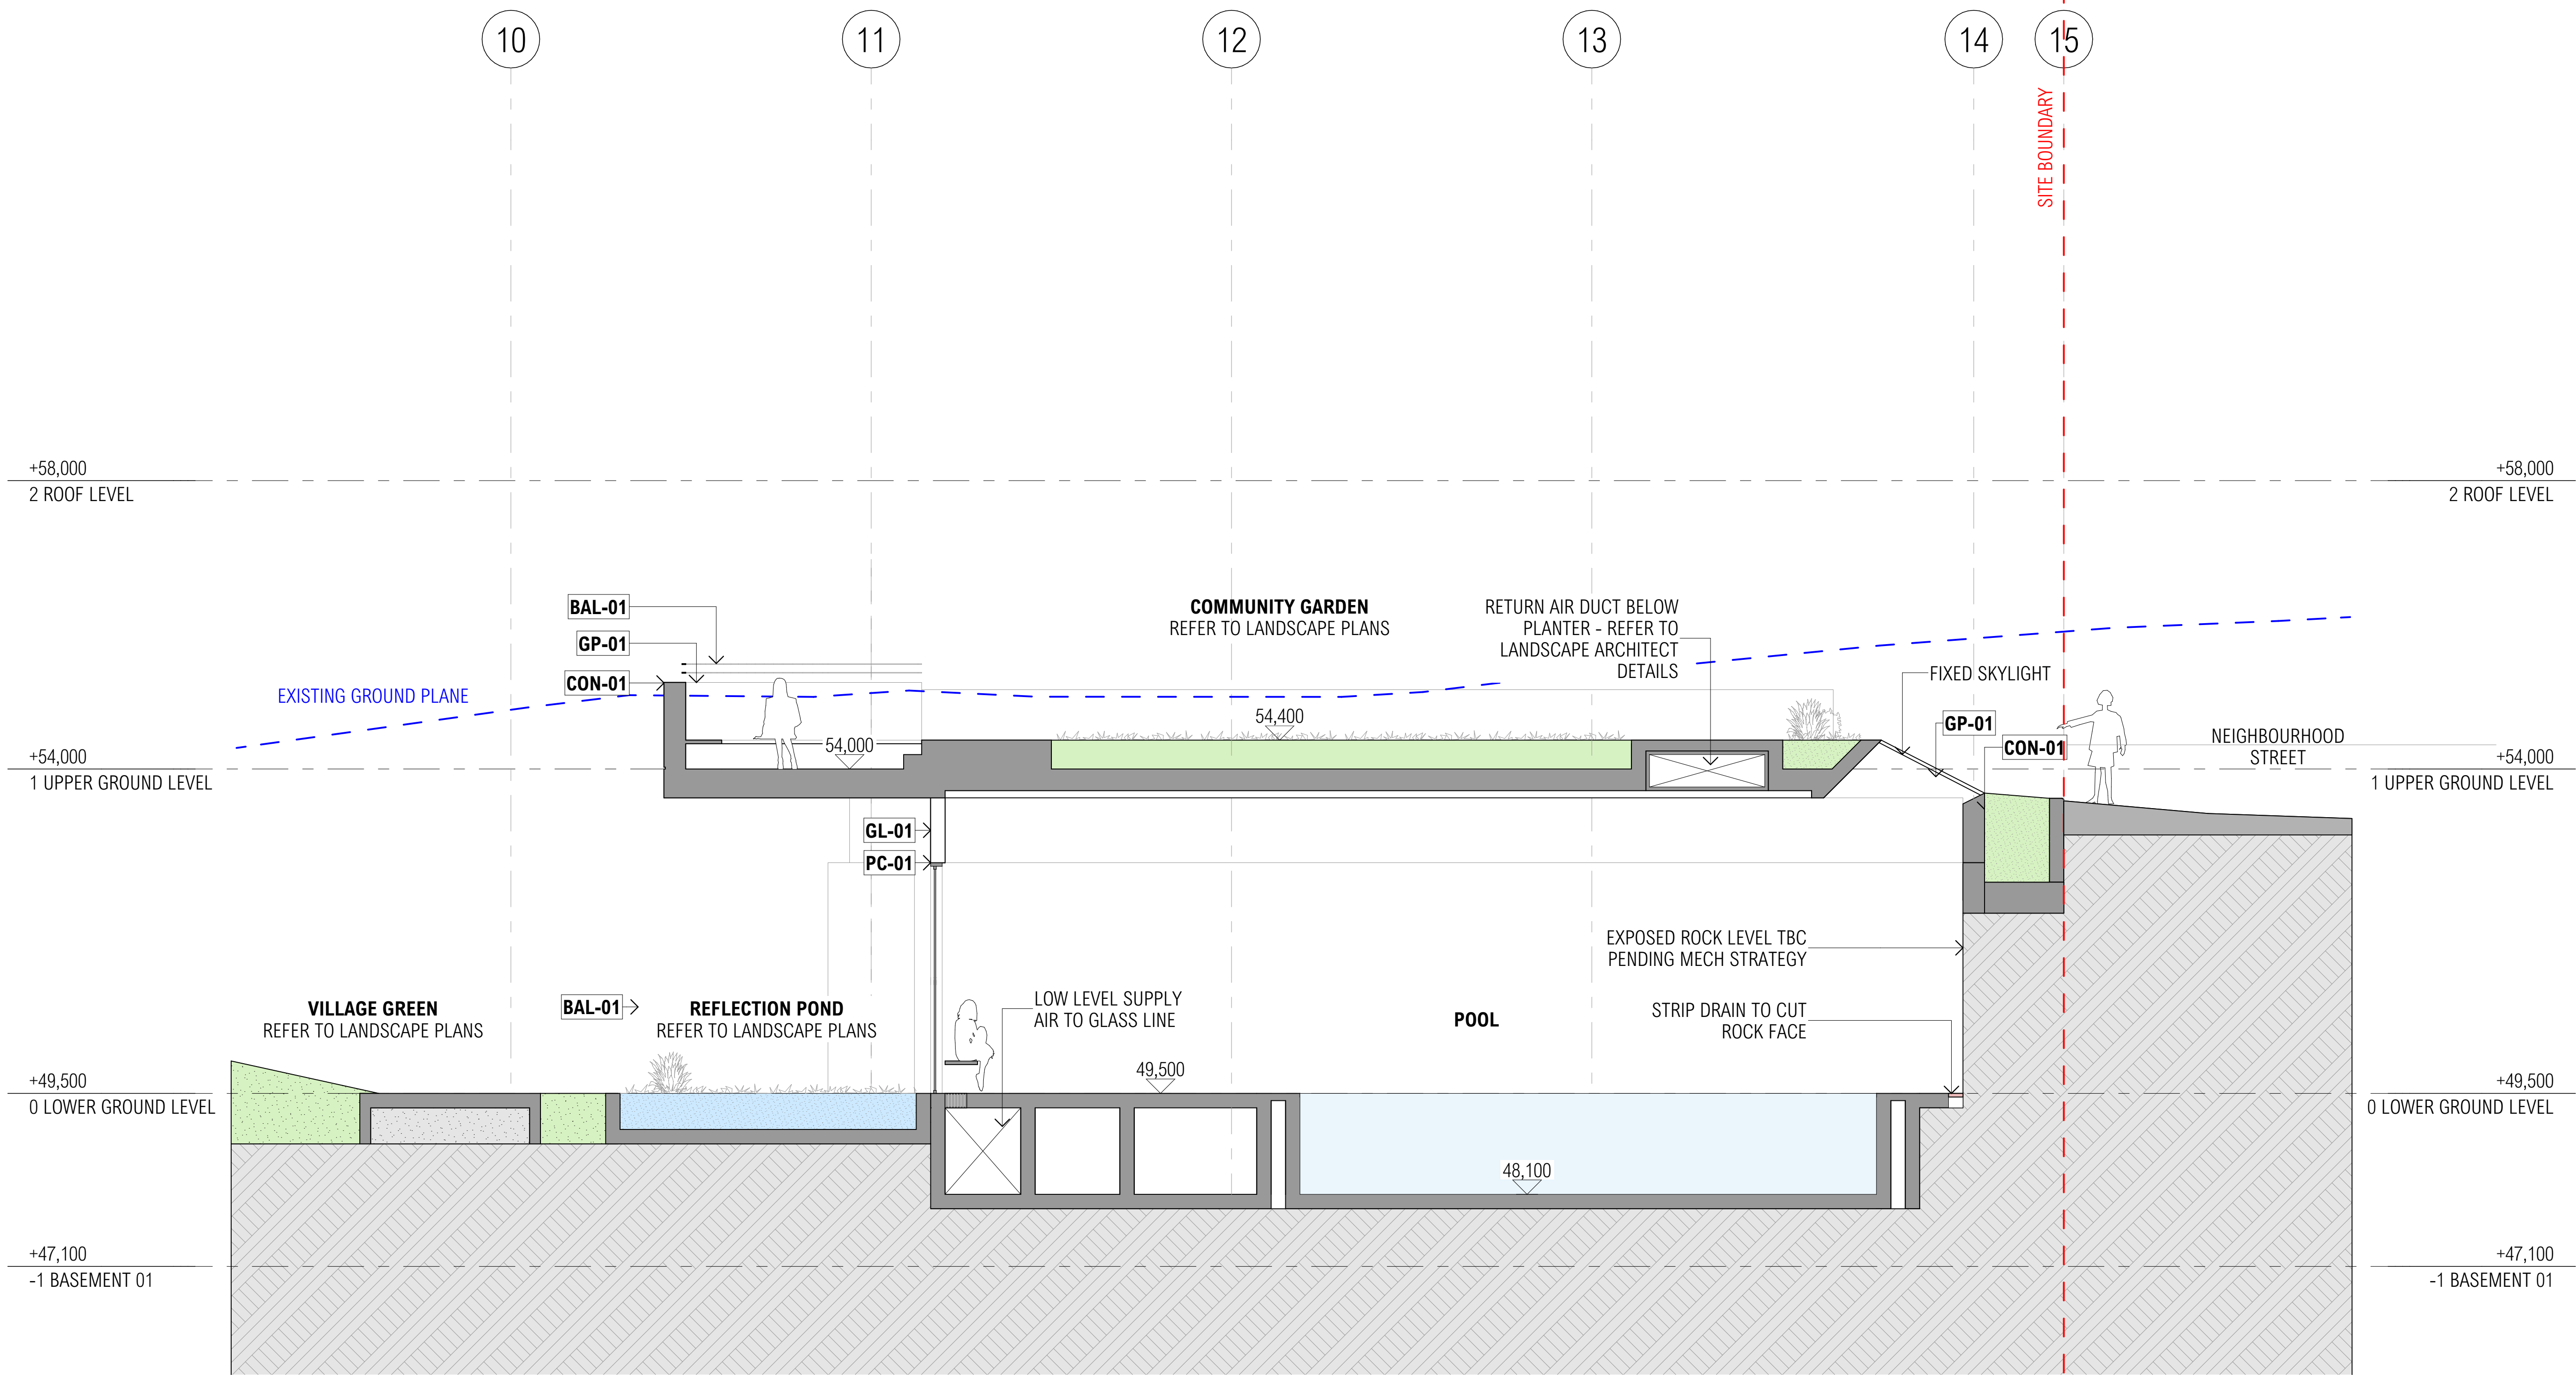 10
11
12
13
14
15
SITE BOUNDARY
+58,000
2 ROOF LEVEL
+58,000
2 ROOF LEVEL
BAL-01
GP-01
CON-01
COMMUNITY GARDEN
REFER TO LANDSCAPE PLANS
RETURN AIR DUCT BELOW
PLANTER - REFER TO
LANDSCAPE ARCHITECT
DETAILS
EXISTING GROUND PLANE
FIXED SKYLIGHT
54,400
GP-01
CON-01
NEIGHBOURHOOD
STREET
54,000
+54,000
1 UPPER GROUND LEVEL
+54,000
1 UPPER GROUND LEVEL
GL-01
PC-01
EXPOSED ROCK LEVEL TBC
PENDING MECH STRATEGY
VILLAGE GREEN
REFER TO LANDSCAPE PLANS
BAL-01
REFLECTION POND
REFER TO LANDSCAPE PLANS
LOW LEVEL SUPPLY
AIR TO GLASS LINE
POOL
STRIP DRAIN TO CUT
ROCK FACE
49,500
+49,500
0 LOWER GROUND LEVEL
+49,500
0 LOWER GROUND LEVEL
48,100
+47,100
-1 BASEMENT 01
+47,100
-1 BASEMENT 01